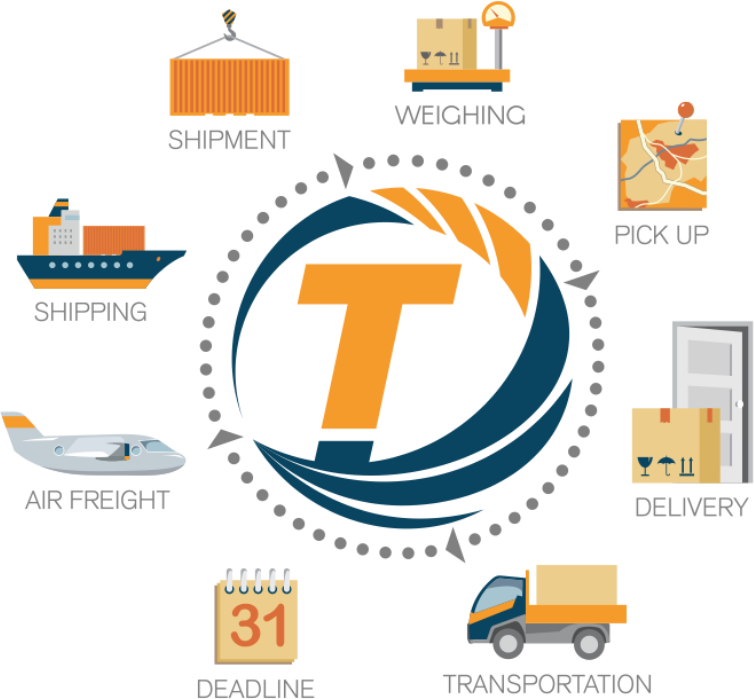 WEIGHING
SHIPMENT
PICK UP
SHIPPING
T
AIR FREIGHT
DELIVERY
31
TRANSPORTATION
DEADLINE